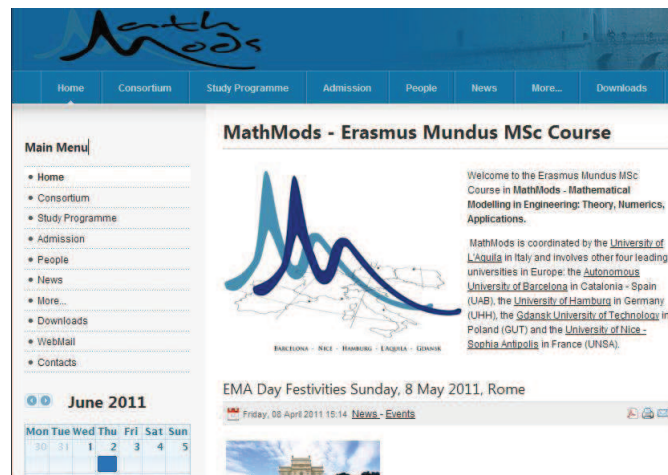 Math
Mods
Home Consortium Study Programme Admission People News More... Downloads
Main Menu
Home
Consortium
Study Programme
Admission
People
News
More...
Downloads
WebMail
Contacts
June 2011
Mon Tue Wed Thu Fri Sat Sun
30 31 1 2 3 4 5
MathMods - Erasmus Mundus MSc Course
BARCELONA - NICE - HAMBURG - L'AQUILA - GDANSK
Welcome to the Erasmus Mundus MSc
Course in MathMods - Mathematical
Modelling in Engineering: Theory, Numerics,
Applications.
MathMods is coordinated by the University of
L'Aquila in Italy and involves other four leading
universities in Europe: the Autonomous
University of Barcelona in Catalonia - Spain
(UAB), the University of Hamburg in Germany
(UHH), the Gdansk University of Technology in
Poland (GUT) and the University of Nice -
Sophia Antipolis in France (UNSA).
EMA Day Festivities Sunday, 8 May 2011, Rome
Friday, 08 April 2011 15:14 News - Events